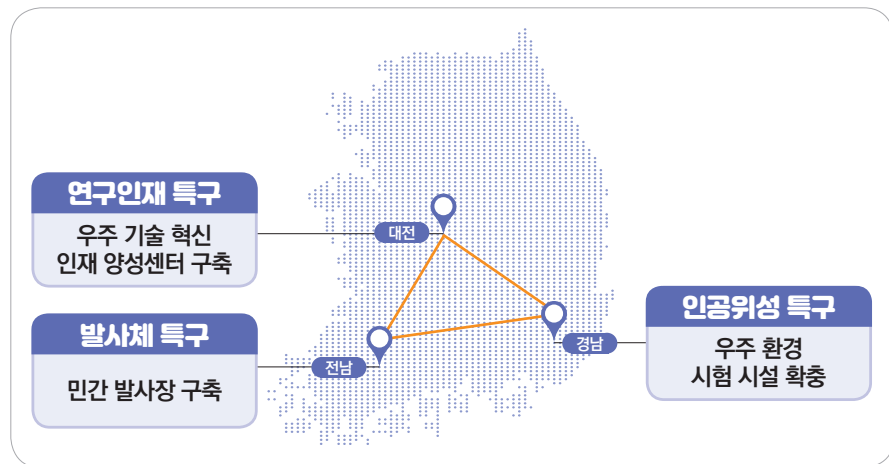 연구인재 특구
우주 기술 혁신
인재 양성센터 구축
대전
발사체 특구
민간 발사장 구축
전남
인공위성 특구
우주 환경
시험 시설 확충
경남